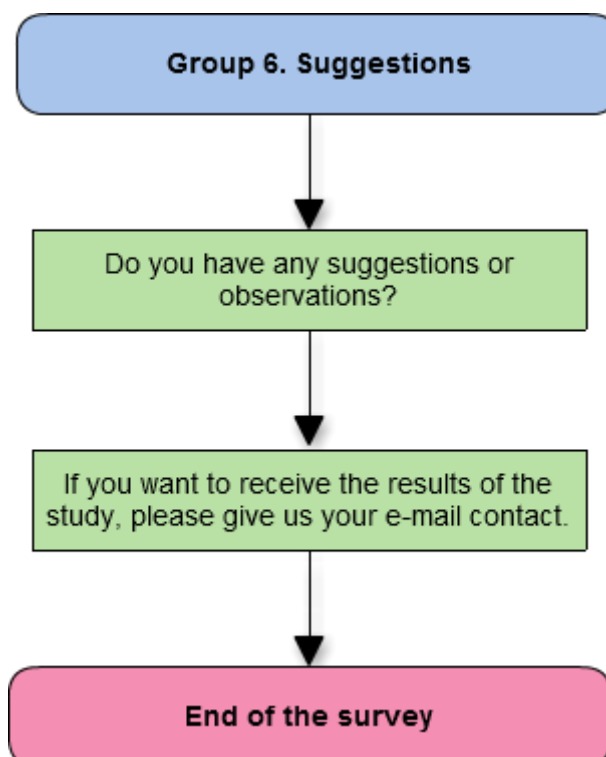 Group 6. Suggestions
Do you have any suggestions or
observations?
If you want to receive the results of the
study, please give us your e-mail contact.
End of the survey